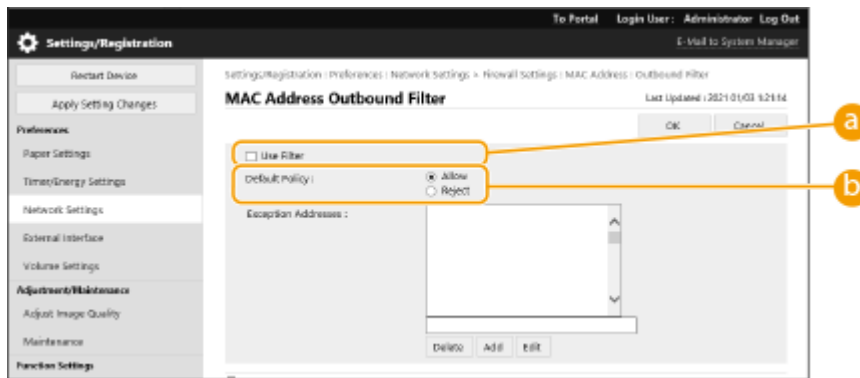 To Portal Login User: Administrator Log Out
Settings/Registration
E-Mail to System Manager
Restart Device
Settings/Registration : Preferences : Network Settings > Firewall Settings : MAC Address : Outbound Filter
Apply Setting Changes
MAC Address Outbound Filter
Last Updated : 2021 01/03
OK
Cancel
a
Preferences
Paper Settings
Use Filter
Timer/Energy Settings
Default Policy :
Allow
Reject
b
Network Settings
Exception Addresses :
External Interface
Volume Settings
Adjustment/Maintenance
Adjust Image Quality
Maintenance
Delete Add Edit
Function Settings